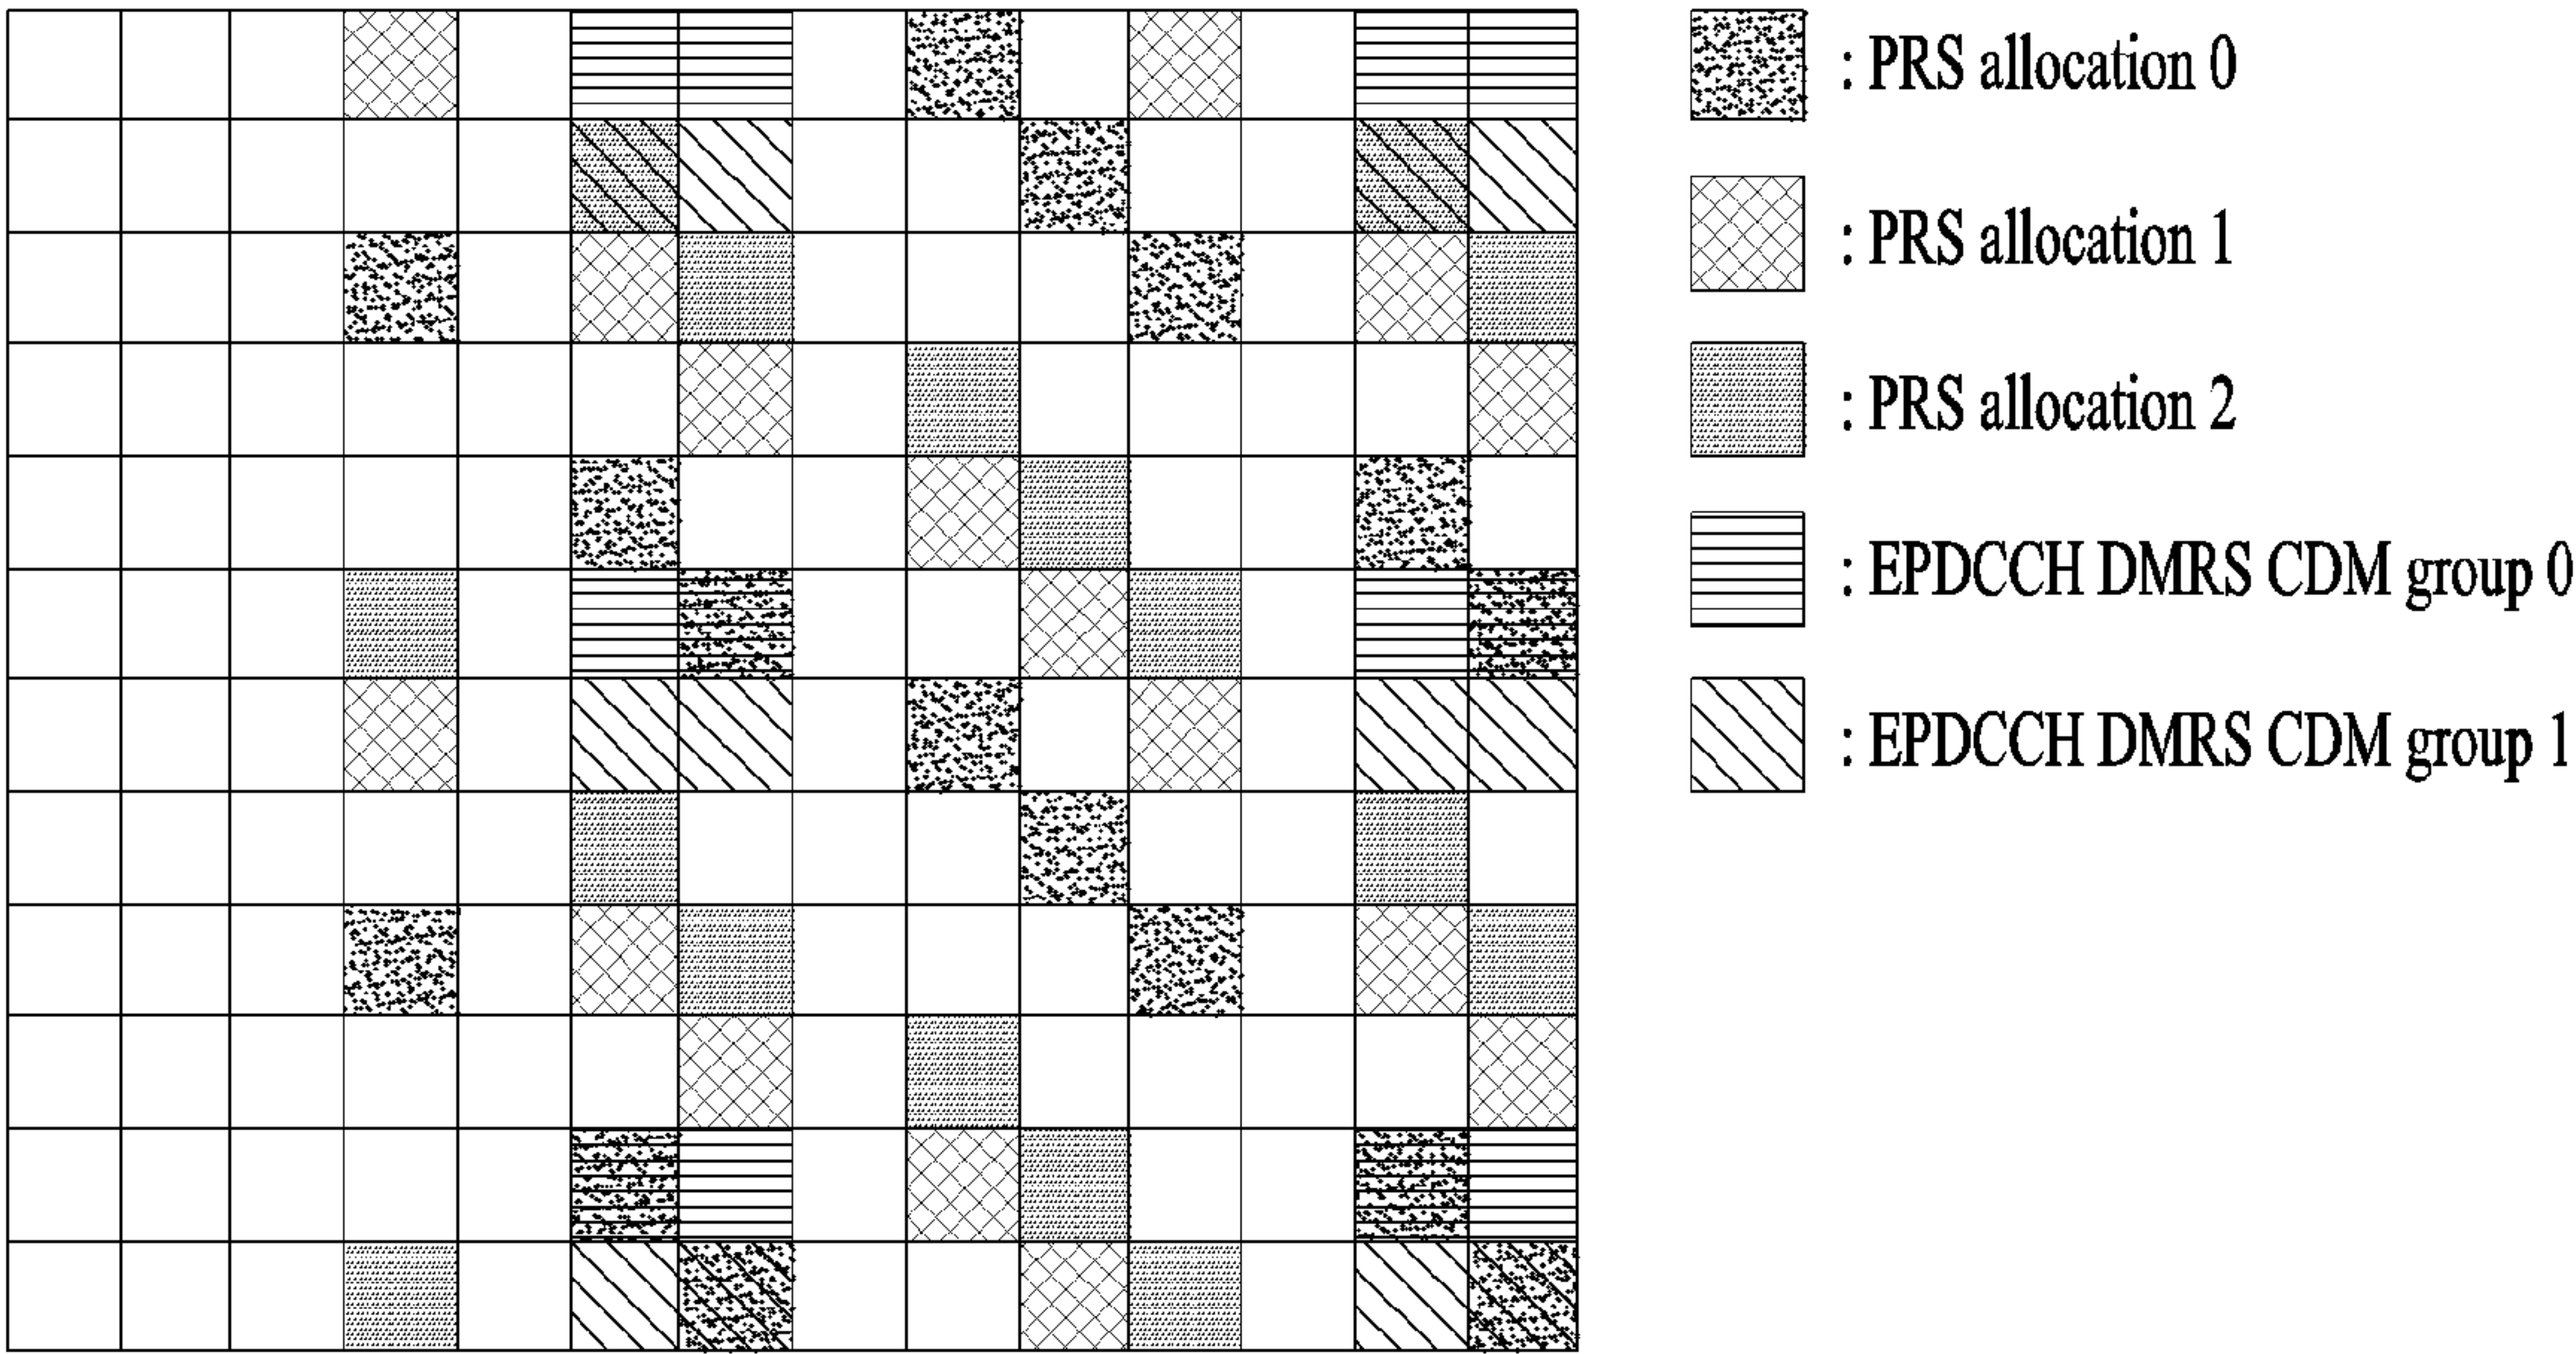 : PRS allocation 0
: PRS allocation 1
: PRS allocation 2
: EPDCCH DMRS CDM group 0
: EPDCCH DMRS CDM group 1